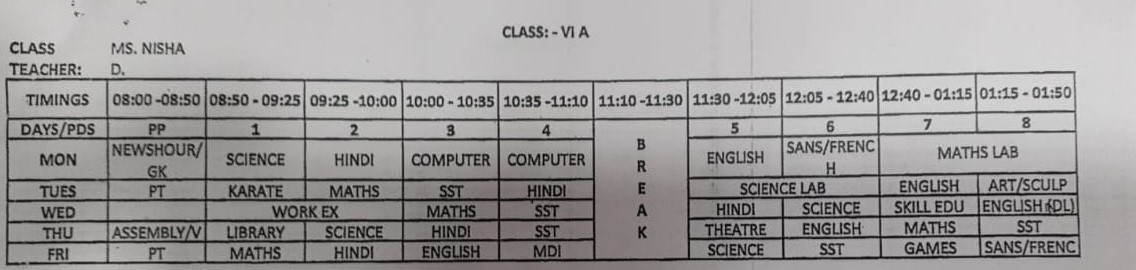 CLASS: - VI A
CLASS MS. NISHA
TEACHER: D.
TIMINGS 08:00 -08:50 08:50 - 09:25 09:25 -10:00 10:00 - 10:35 10:35 -11:10 11:10 -11:30 11:30 -12:05 12:05 - 12:40 12:40 - 01:15 01:15 - 01:50
DAYS/PDS PP 1 2 3 4 BREAK 5 6 7 8
MON NEWSHOUR/ GK SCIENCE HINDI COMPUTER COMPUTER ENGLISH SANS/FRENC H MATHS LAB
TUES PT KARATE MATHS SST HINDI SCIENCE LAB ENGLISH ART/SCULP
WED WORK EX MATHS SST HINDI SCIENCE SKILL EDU ENGLISH (DL)
THU ASSEMBLY/V LIBRARY SCIENCE HINDI SST THEATRE ENGLISH MATHS SST
FRI PT MATHS HINDI ENGLISH MDI SCIENCE SST GAMES SANS/FRENC